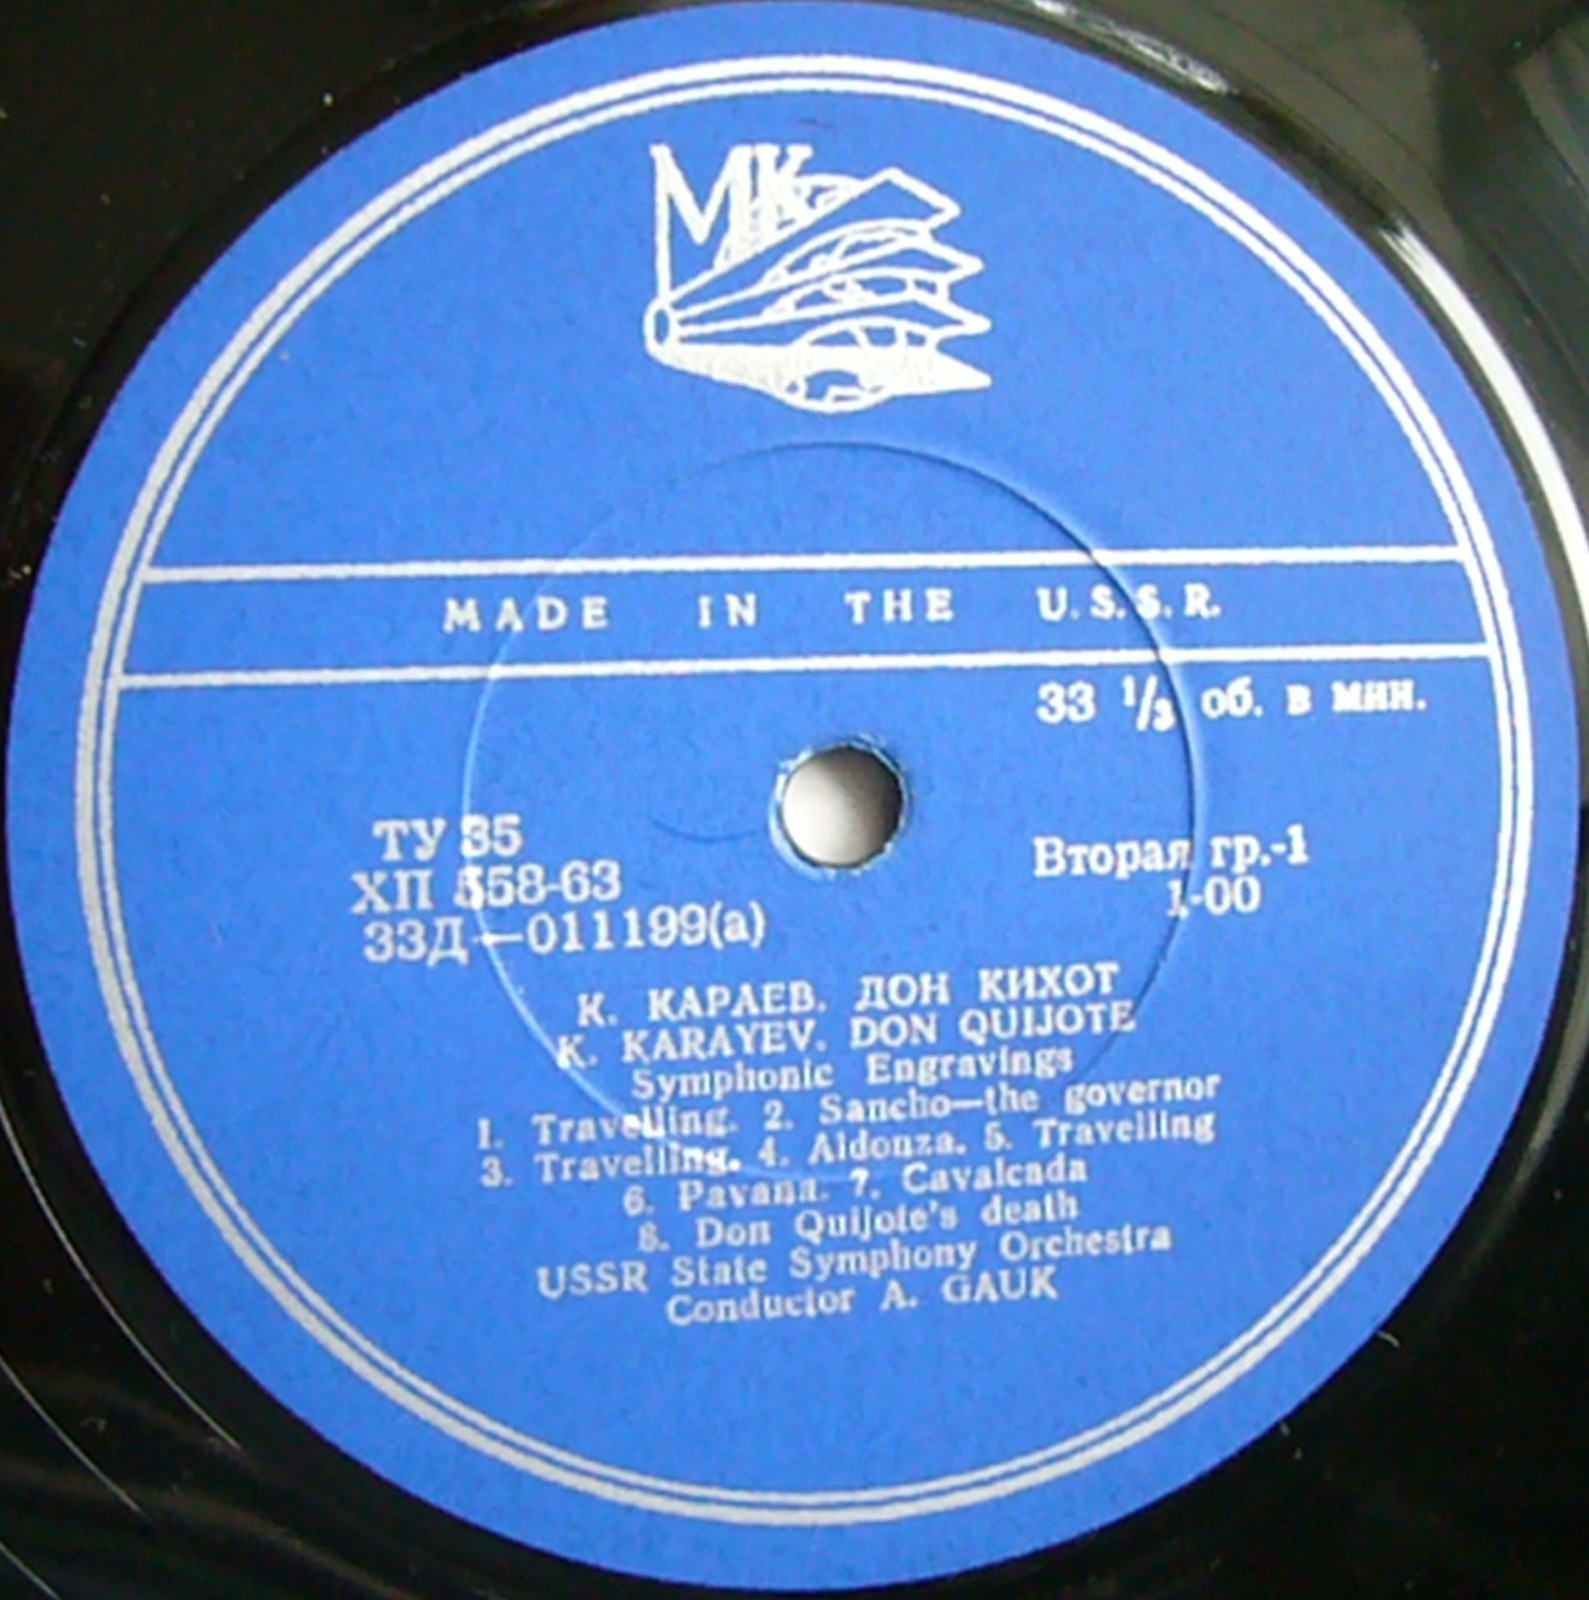 МК
MADE IN THE U.S.S.R.
33 1/3 об. в мин.
ТУ 35
ХП 558-63
33Д—011199(а)
Вторая гр.-1
1-00
К. КАРАЕВ. ДОН КИХОТ
K. KARAYEV. DON QUIJOTE
Symphonic Engravings
1. Travelling. 2. Sancho—the governor
3. Travelling. 4. Aldonza. 5. Travelling
6. Pavana. 7. Cavalcada
8. Don Quijote's death
USSR State Symphony Orchestra
Conductor A. GAUK